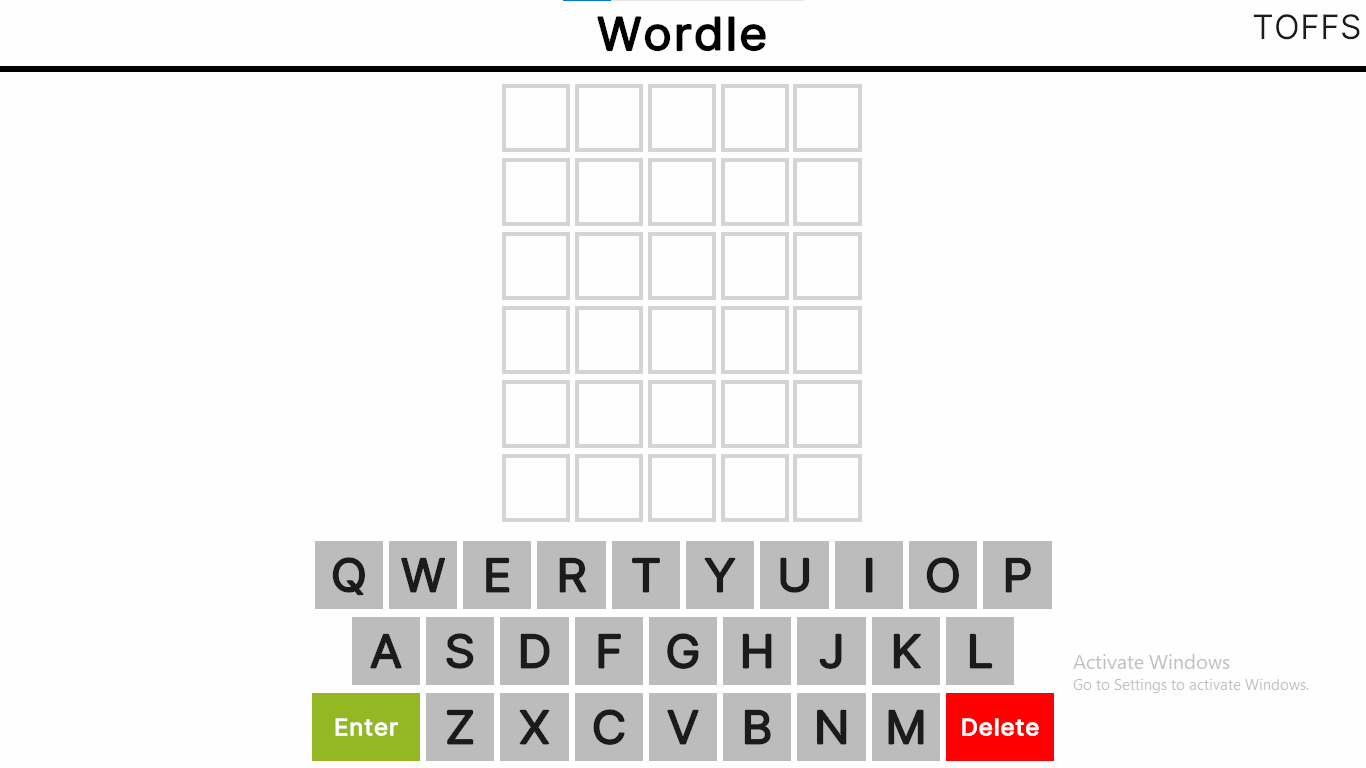 Wordle
TOFFS
Q W E R T Y U I O P
A S D F G H J K L
Enter Z X C V B N M Delete
Activate Windows
Go to Settings to activate Windows.